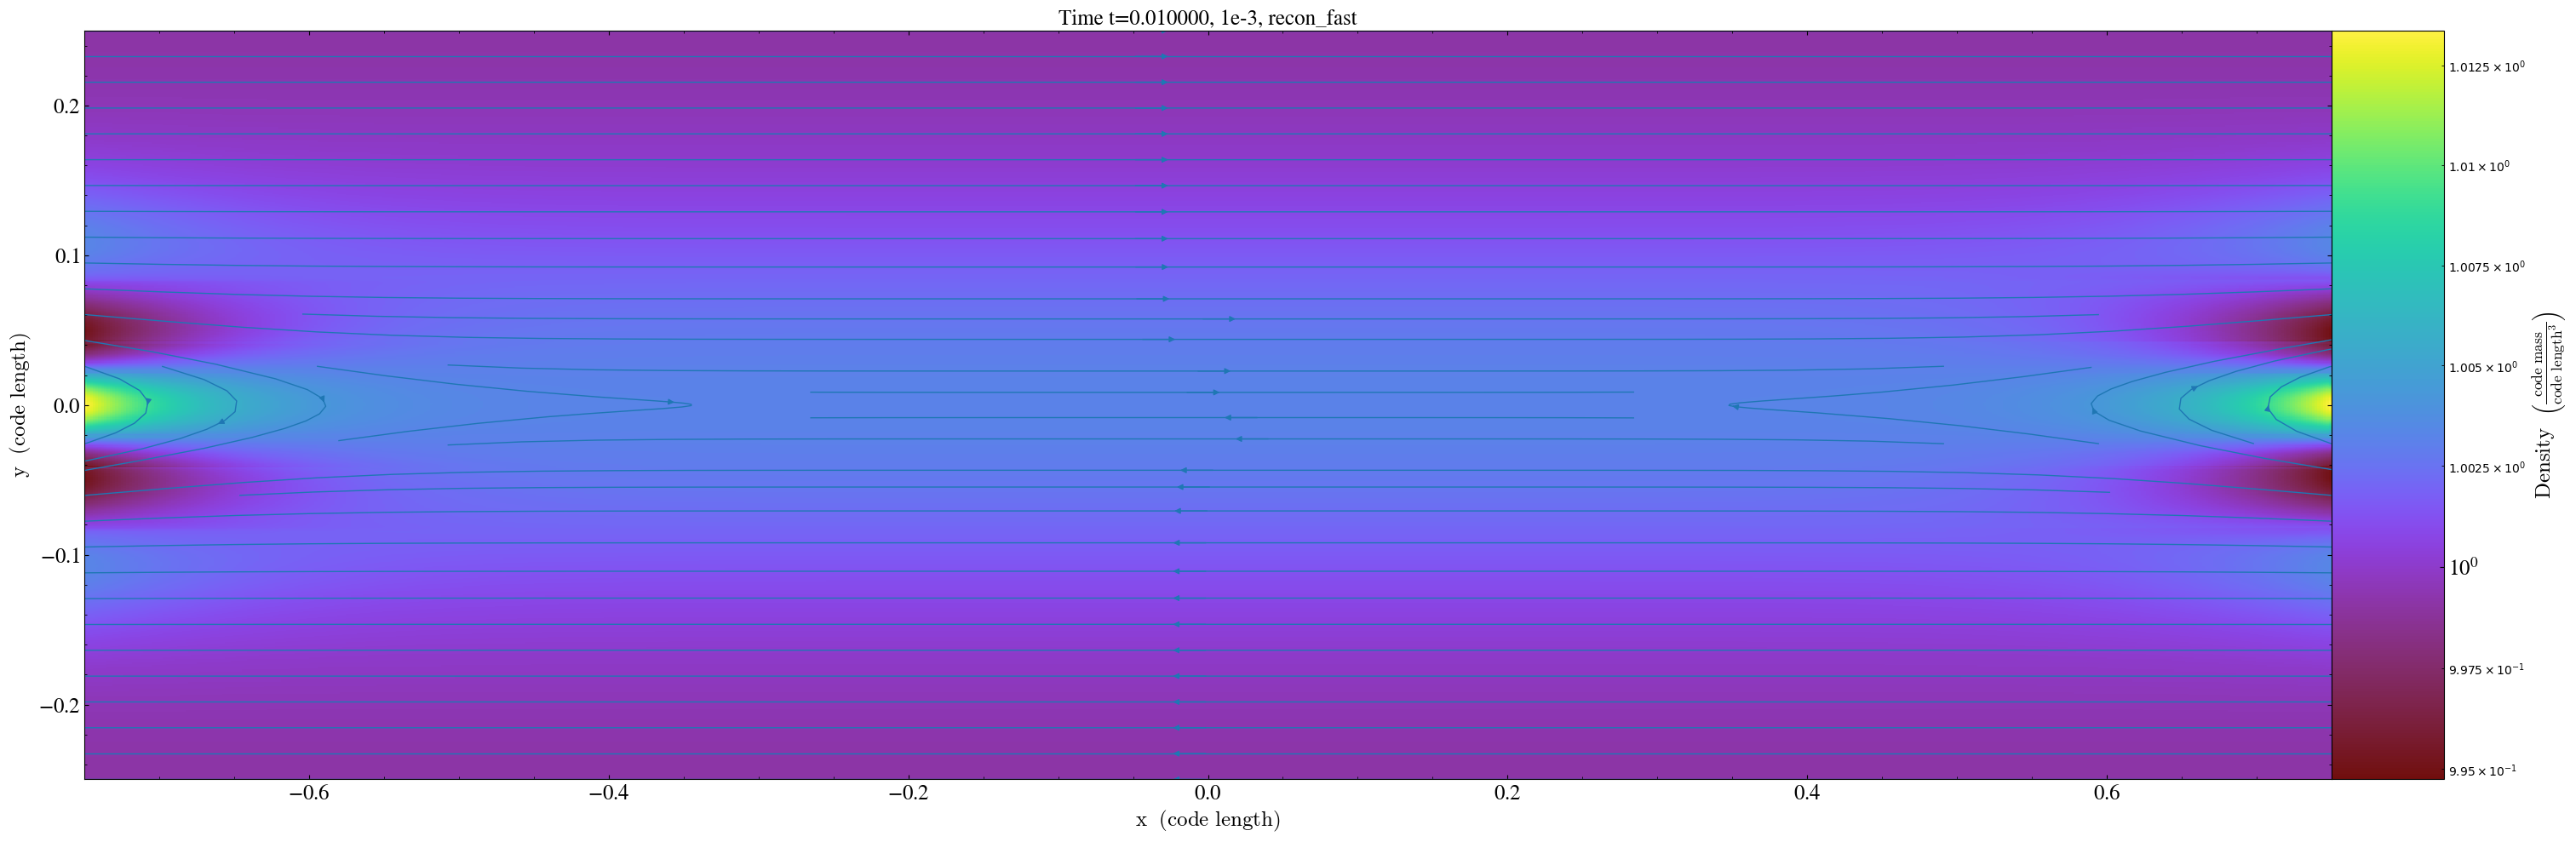 Time t=0.010000, 1e-3, recon_fast
0.2
0.1
0.0
−0.1
−0.2
y (code length)
−0.6 −0.4 −0.2 0.0 0.2 0.4 0.6
x (code length)
1.0125 × 10⁰
1.01 × 10⁰
1.0075 × 10⁰
1.005 × 10⁰
1.0025 × 10⁰
10⁰
9.975 × 10⁻¹
9.95 × 10⁻¹
Density (code mass / code length³)